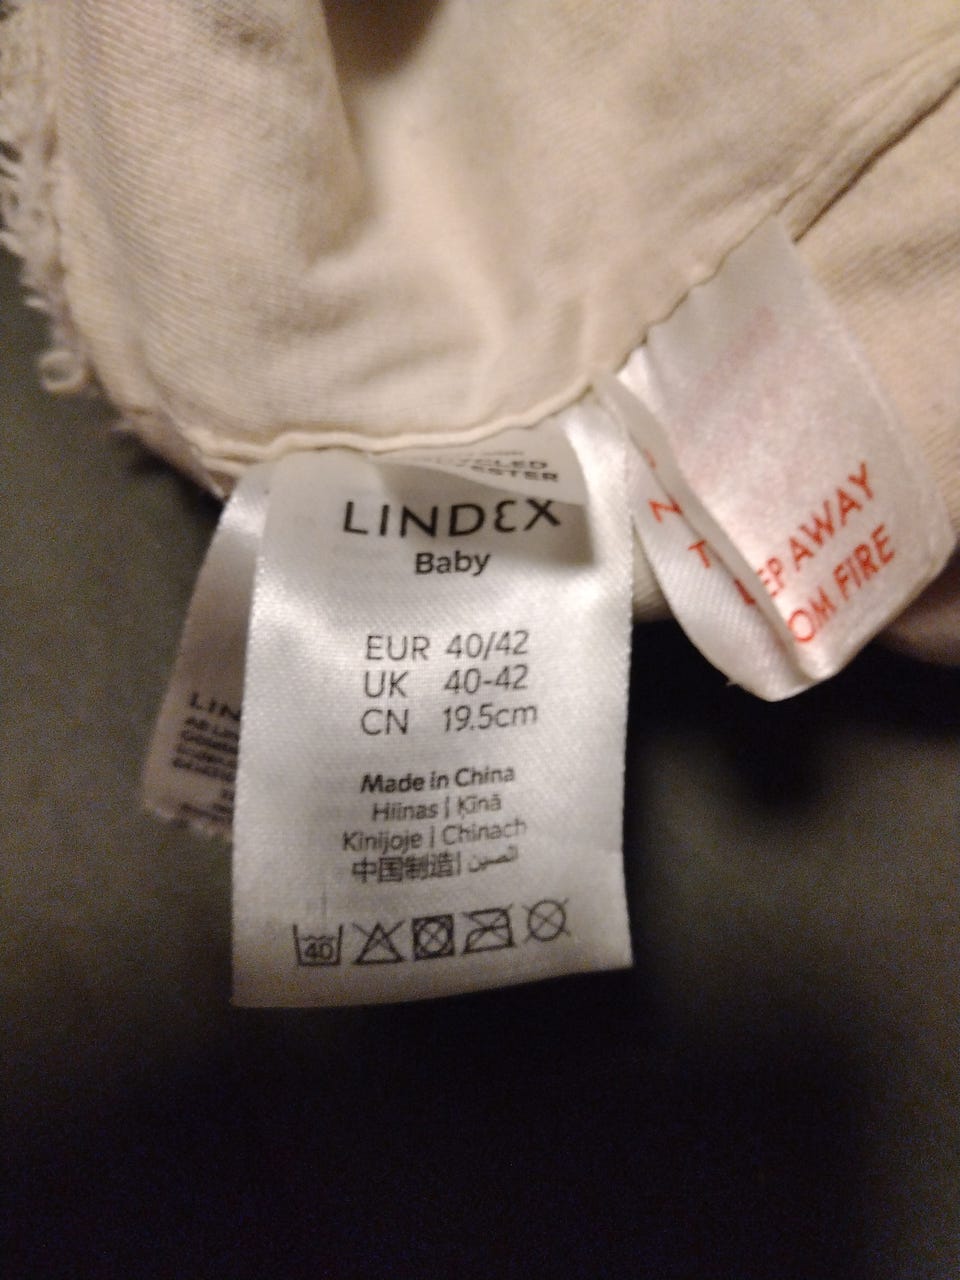 LINDEX
Baby
EUR 40/42
UK 40-42
CN 19.5cm
Made in China
Hiinas | Ķīnā
Kinijoje | Chinach
中国制造| الصين
40
LIN
EP AWAY
OM FIRE